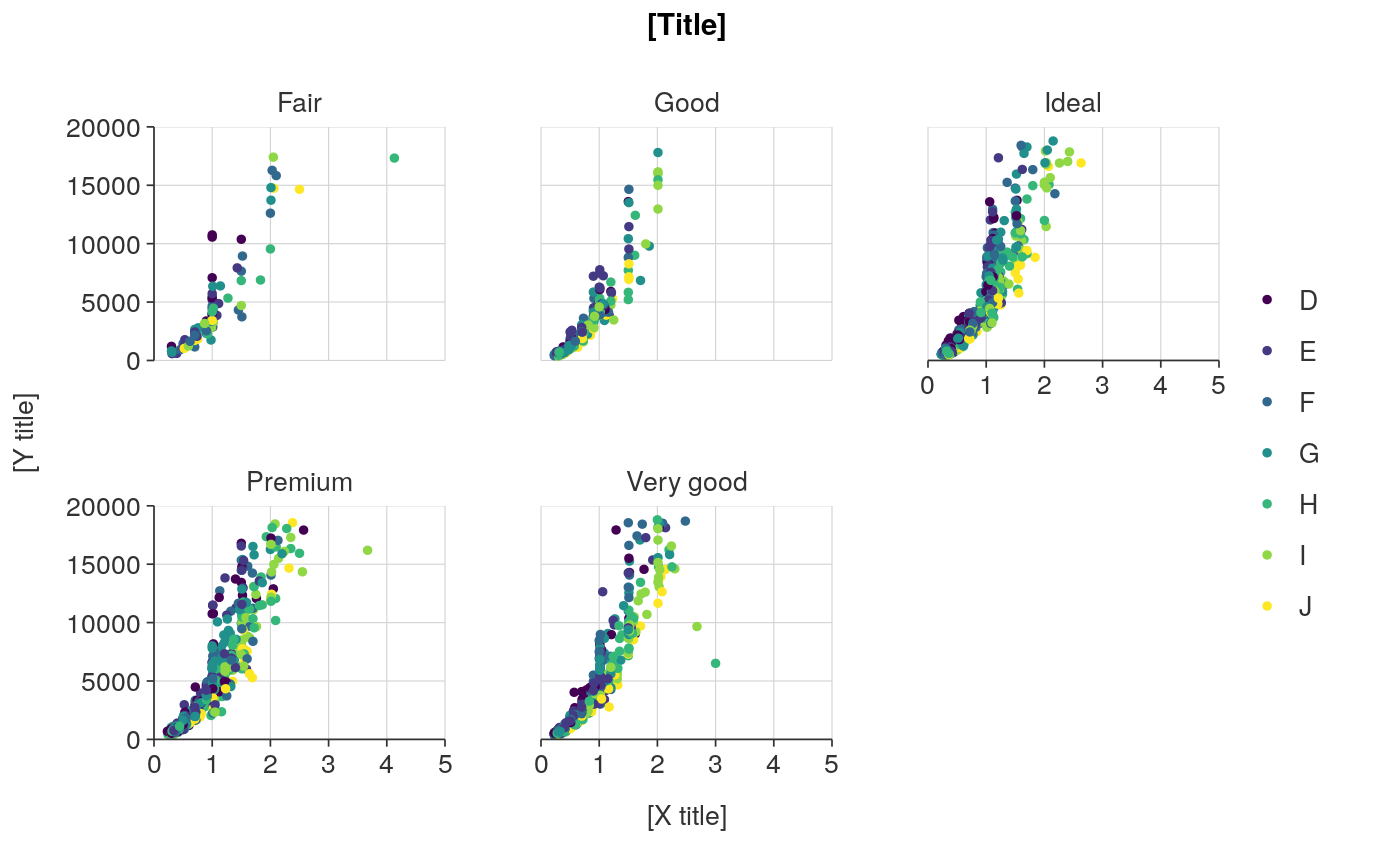 [Title]
Fair
Good
Ideal
20000
15000
10000
5000
0
0 1 2 3 4 5
[Y title]
Premium
Very good
20000
15000
10000
5000
0
0 1 2 3 4 5
0 1 2 3 4 5
[X title]
D
E
F
G
H
I
J